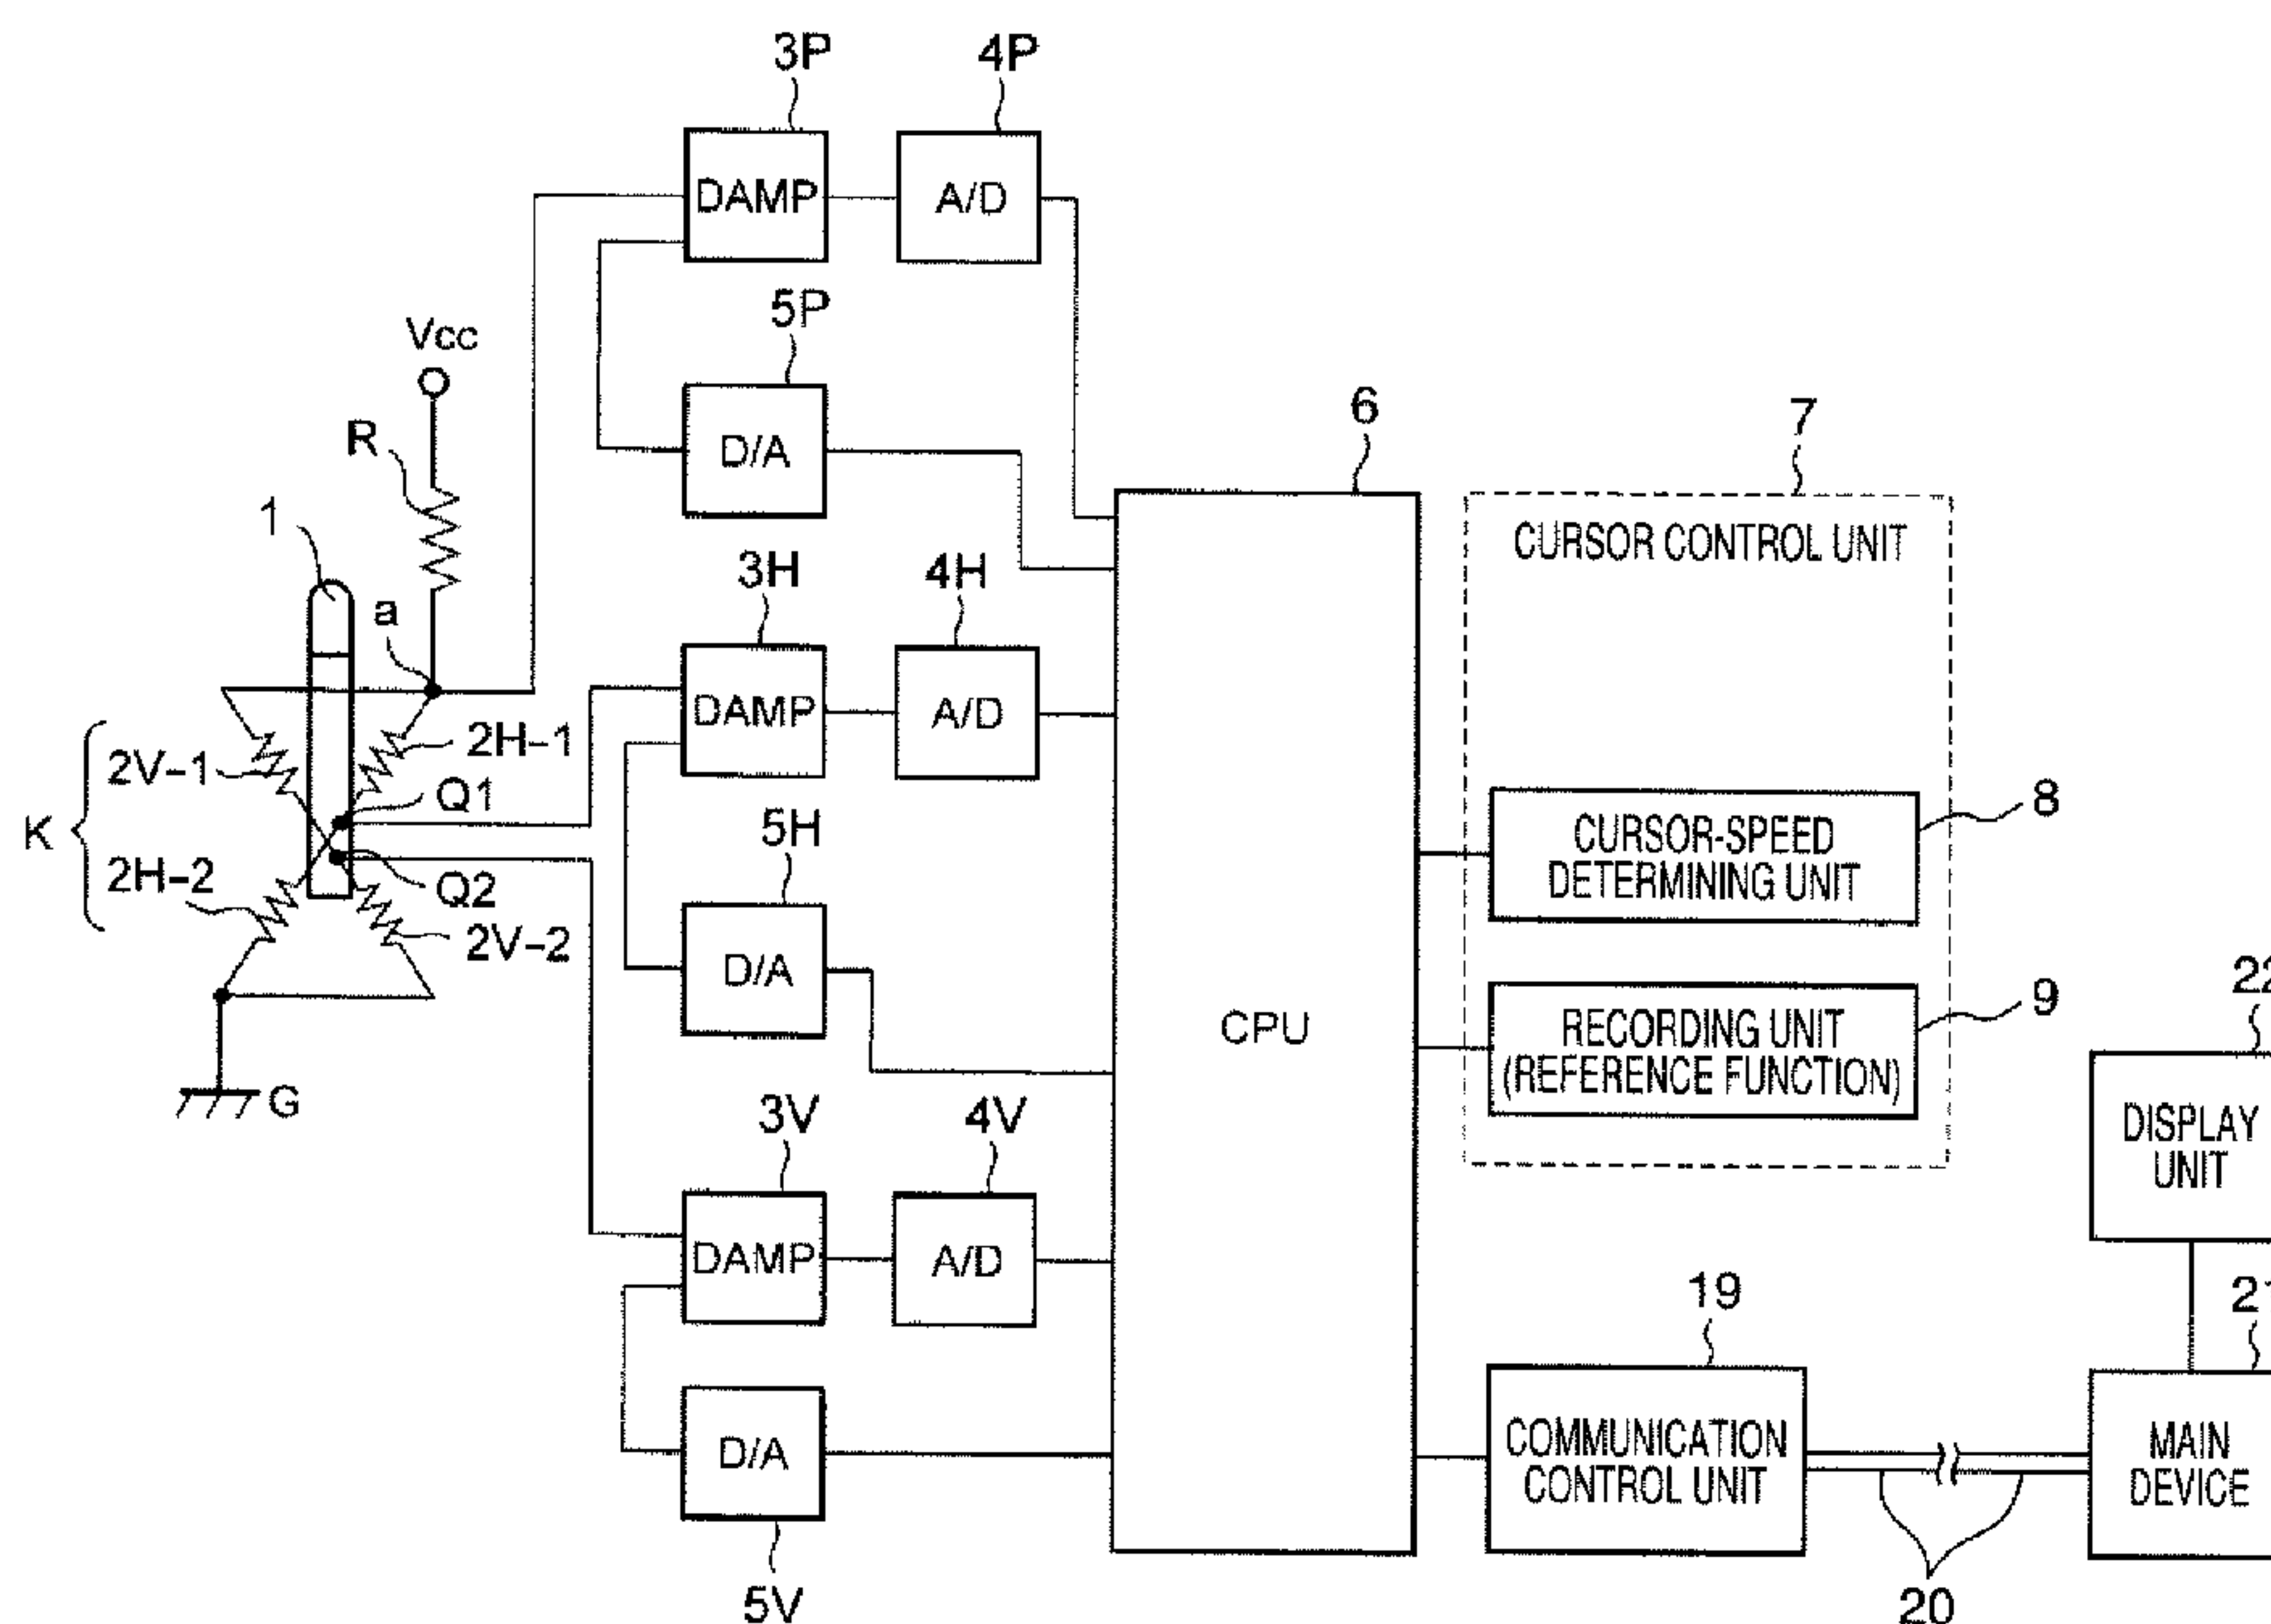 3P
4P
DAMP
A/D
5P
Vcc
D/A
R
6
7
1
CURSOR CONTROL UNIT
3H
4H
a
DAMP
A/D
2H-1
2V-1
K
Q1
8
CURSOR-SPEED
DETERMINING UNIT
5H
2H-2
Q2
2V-2
D/A
22
9
RECORDING UNIT
(REFERENCE FUNCTION)
CPU
G
3V
4V
DISPLAY
UNIT
DAMP
A/D
19
21
D/A
COMMUNICATION
CONTROL UNIT
MAIN
DEVICE
5V
20